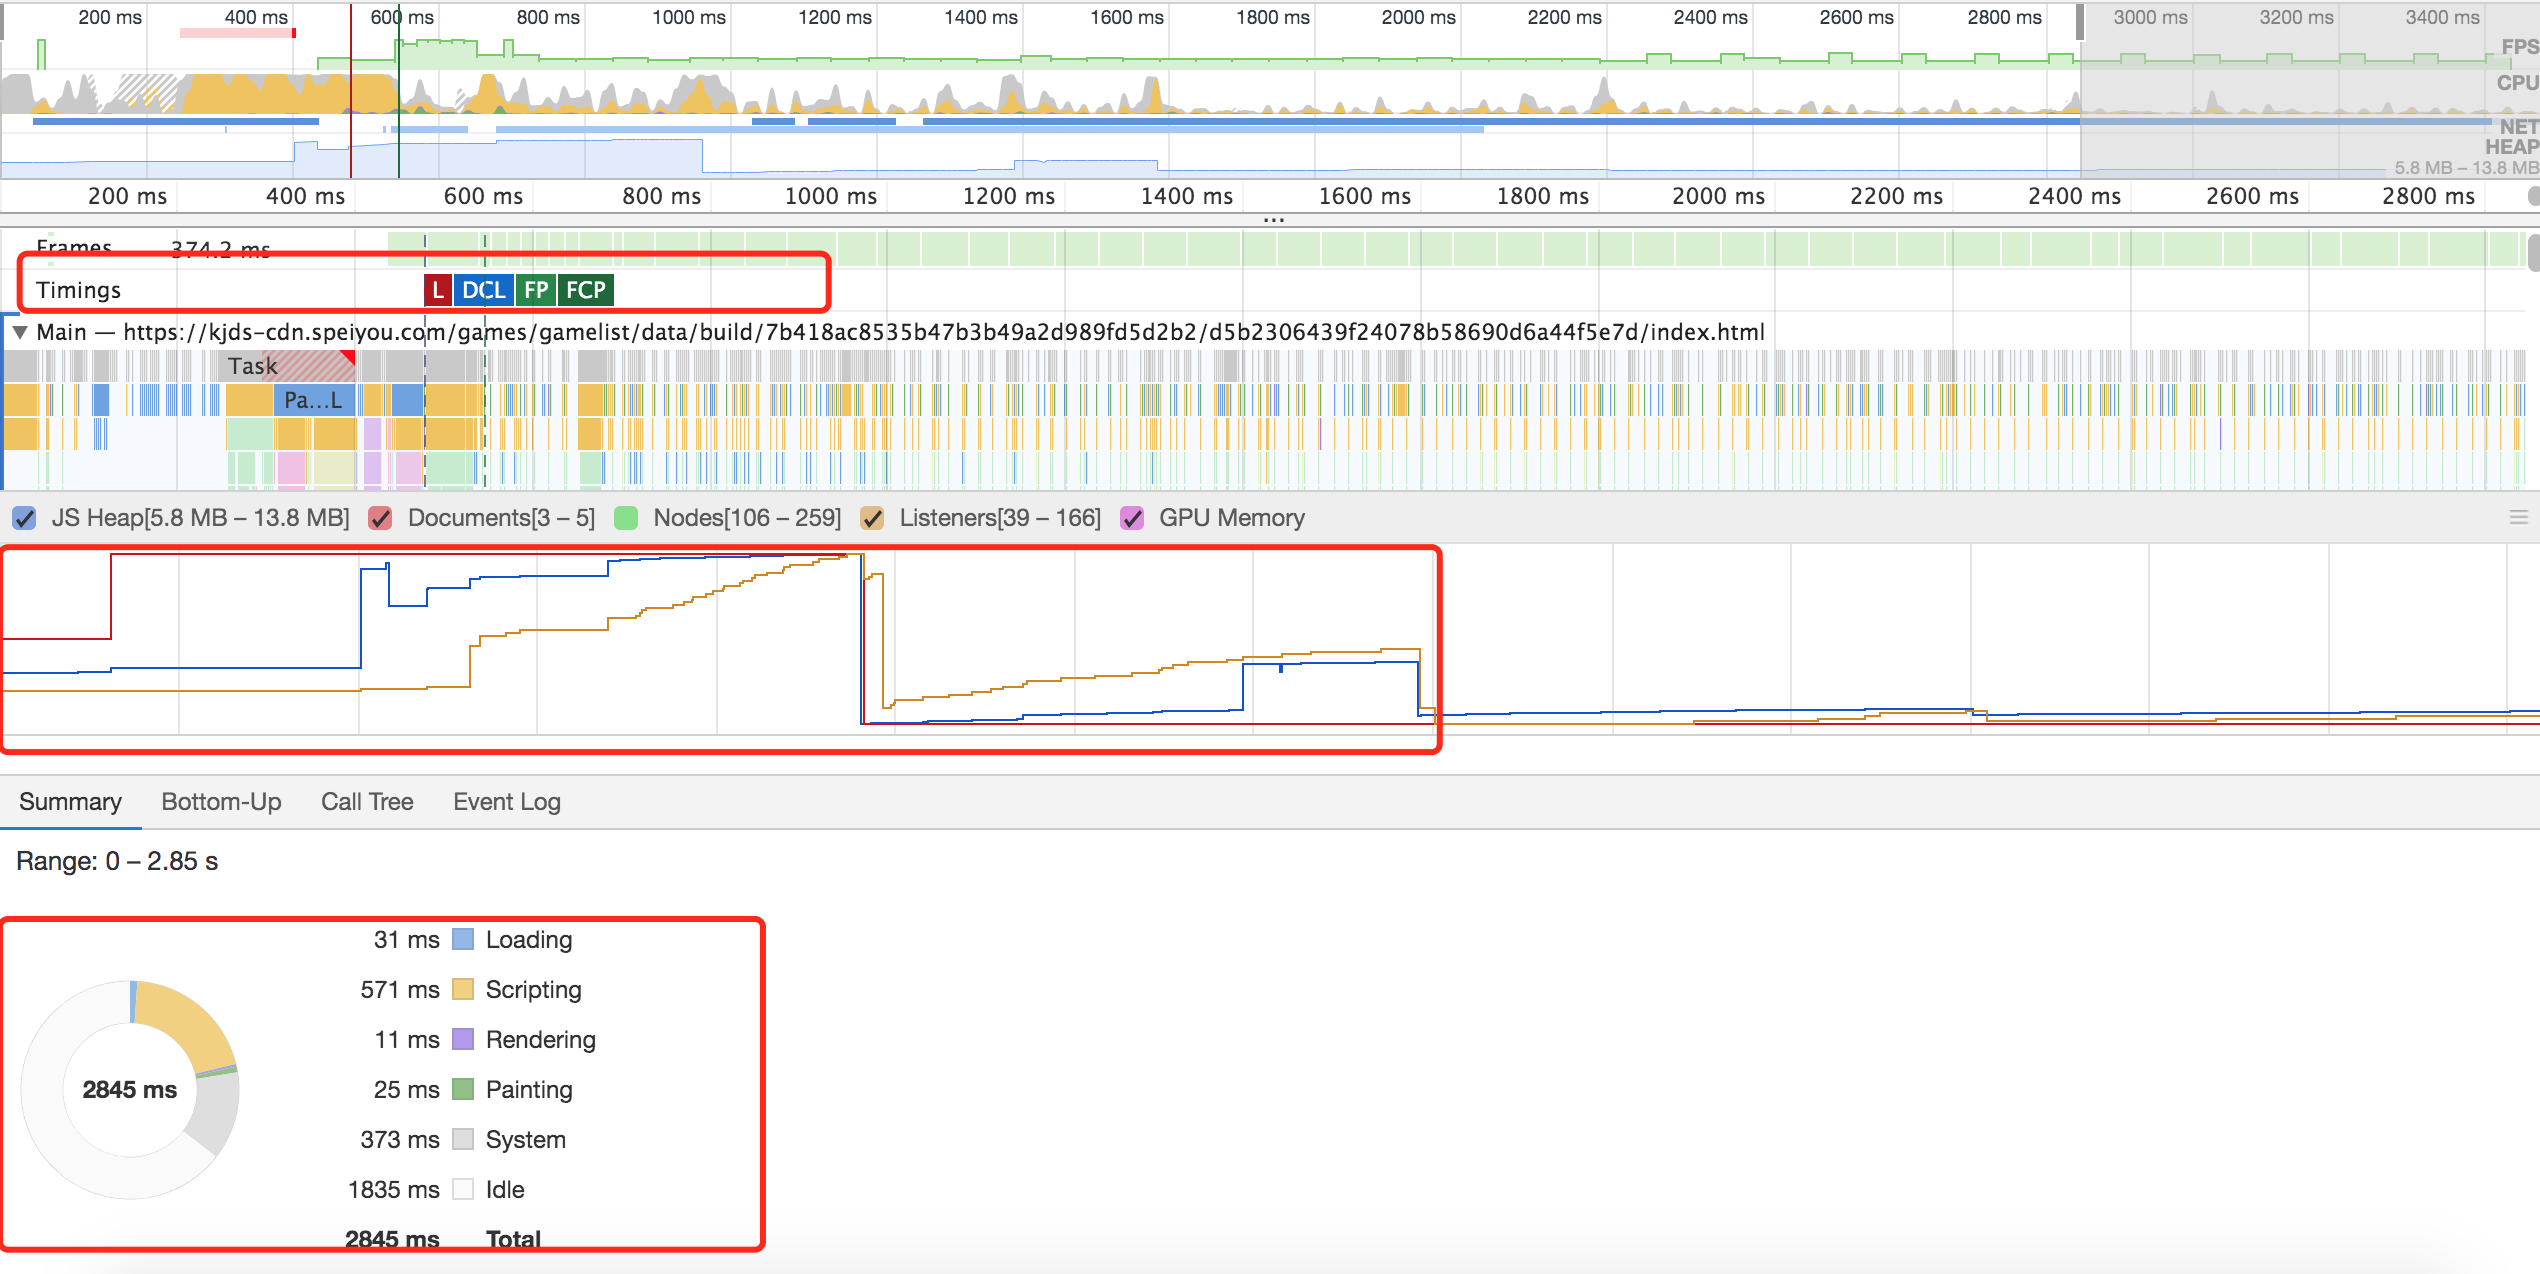 200 ms 400 ms 600 ms 800 ms 1000 ms 1200 ms 1400 ms 1600 ms 1800 ms 2000 ms 2200 ms 2400 ms 2600 ms 2800 ms 3000 ms 3200 ms 3400 ms
FPS
CPU
NET
HEAP
5.8 MB – 13.8 MB
200 ms 400 ms 600 ms 800 ms 1000 ms 1200 ms 1400 ms 1600 ms 1800 ms 2000 ms 2200 ms 2400 ms 2600 ms 2800 ms
...
Frames 374.2 ms
Timings L DCL FP FCP
▼ Main — https://kjds-cdn.speiyou.com/games/gamelist/data/build/7b418ac8535b47b3b49a2d989fd5d2b2/d5b2306439f24078b58690d6a44f5e7d/index.html
Task
Pa...L
JS Heap[5.8 MB – 13.8 MB] Documents[3 – 5] Nodes[106 – 259] Listeners[39 – 166] GPU Memory
Summary Bottom-Up Call Tree Event Log
Range: 0 – 2.85 s
31 ms Loading
571 ms Scripting
11 ms Rendering
2845 ms
25 ms Painting
373 ms System
1835 ms Idle
2845 ms Total